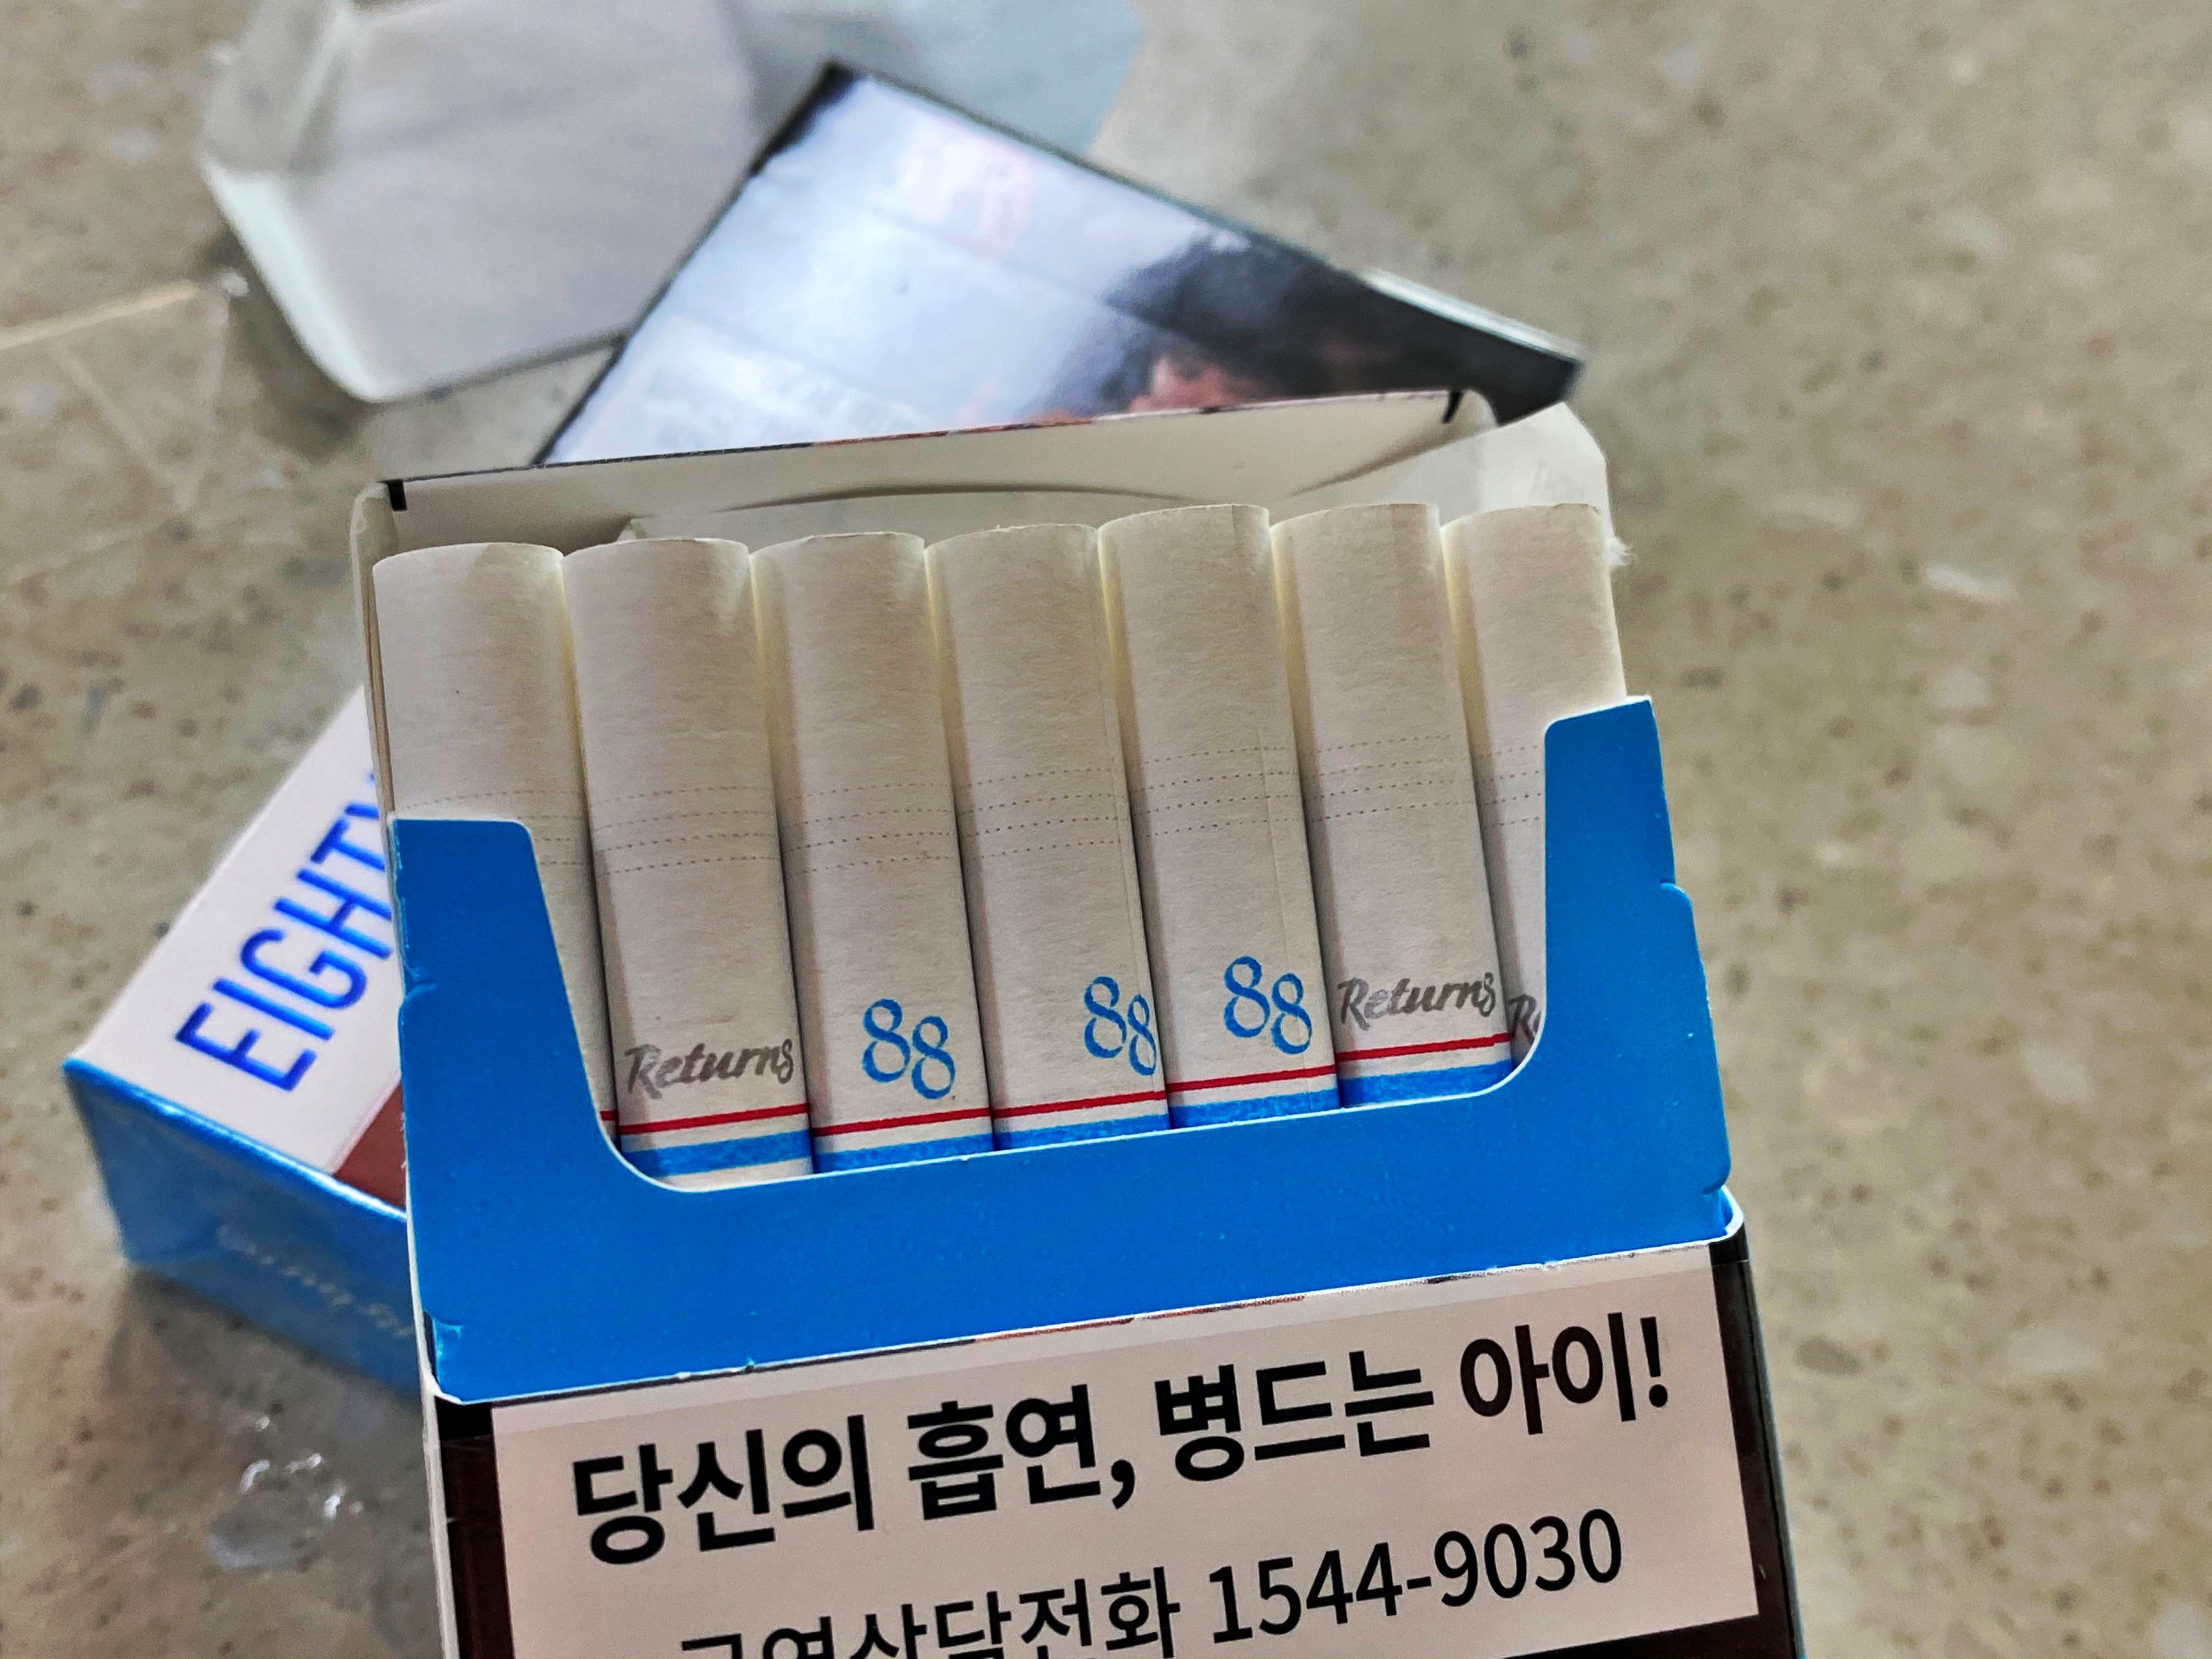 EIGHTY
Returns 88 88 88 Returns
당신의 흡연, 병드는 아이!
금연상담전화 1544-9030